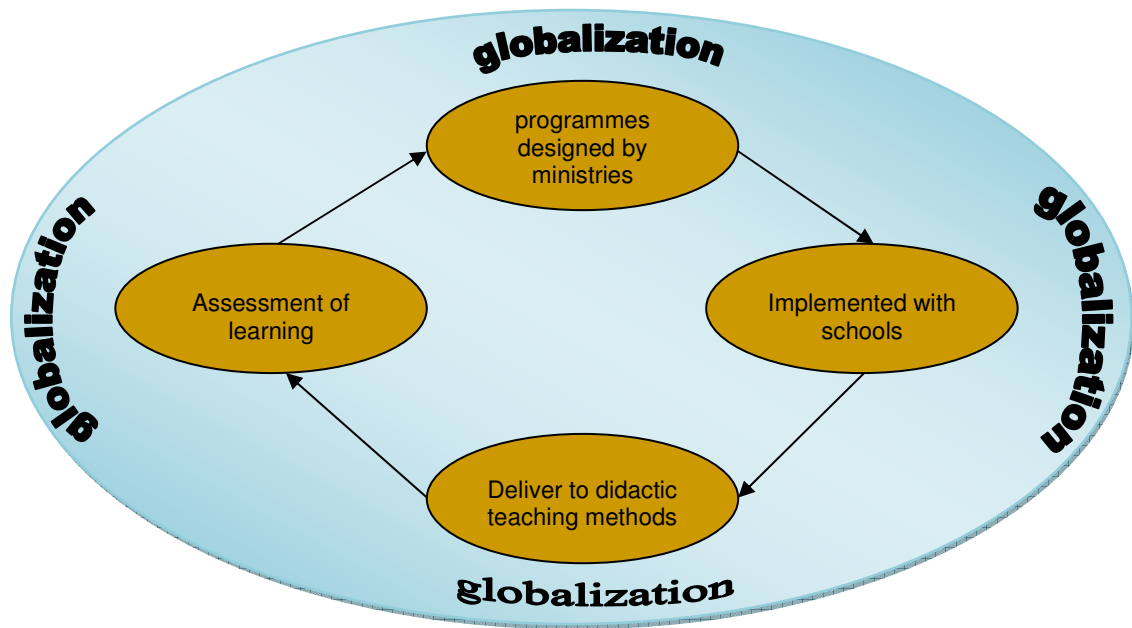 globalization
programmes
designed by
ministries
globalization
Assessment of
learning
Implemented with
schools
globalization
Deliver to didactic
teaching methods
globalization